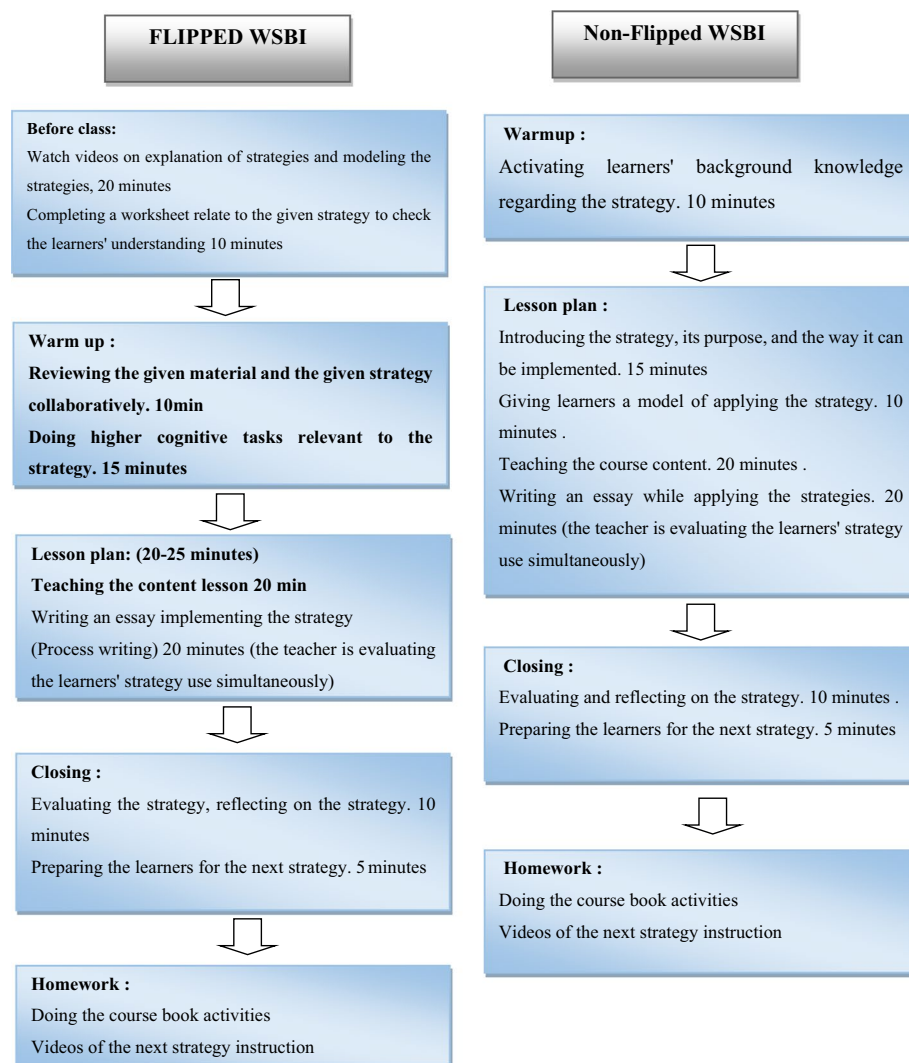 FLIPPED WSBI
Before class:
Watch videos on explanation of strategies and modeling the
strategies, 20 minutes
Completing a worksheet relate to the given strategy to check
the learners' understanding 10 minutes
Warm up :
Reviewing the given material and the given strategy
collaboratively. 10min
Doing higher cognitive tasks relevant to the
strategy. 15 minutes
Lesson plan: (20-25 minutes)
Teaching the content lesson 20 min
Writing an essay implementing the strategy
(Process writing) 20 minutes (the teacher is evaluating
the learners' strategy use simultaneously)
Closing :
Evaluating the strategy, reflecting on the strategy. 10
minutes
Preparing the learners for the next strategy. 5 minutes
Homework :
Doing the course book activities
Videos of the next strategy instruction
Non-Flipped WSBI
Warmup :
Activating learners' background knowledge
regarding the strategy. 10 minutes
Lesson plan :
Introducing the strategy, its purpose, and the way it can
be implemented. 15 minutes
Giving learners a model of applying the strategy. 10
minutes .
Teaching the course content. 20 minutes .
Writing an essay while applying the strategies. 20
minutes (the teacher is evaluating the learners' strategy
use simultaneously)
Closing :
Evaluating and reflecting on the strategy. 10 minutes .
Preparing the learners for the next strategy. 5 minutes
Homework :
Doing the course book activities
Videos of the next strategy instruction